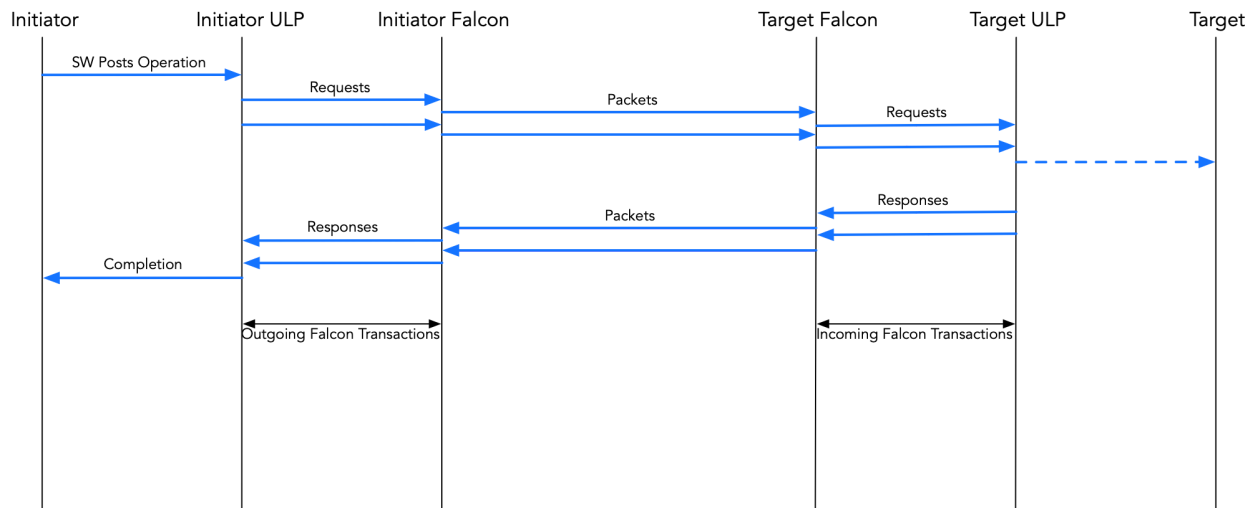 Initiator
Initiator ULP
Initiator Falcon
Target Falcon
Target ULP
Target
SW Posts Operation
Requests
Packets
Requests
Responses
Packets
Responses
Completion
Outgoing Falcon Transactions
Incoming Falcon Transactions